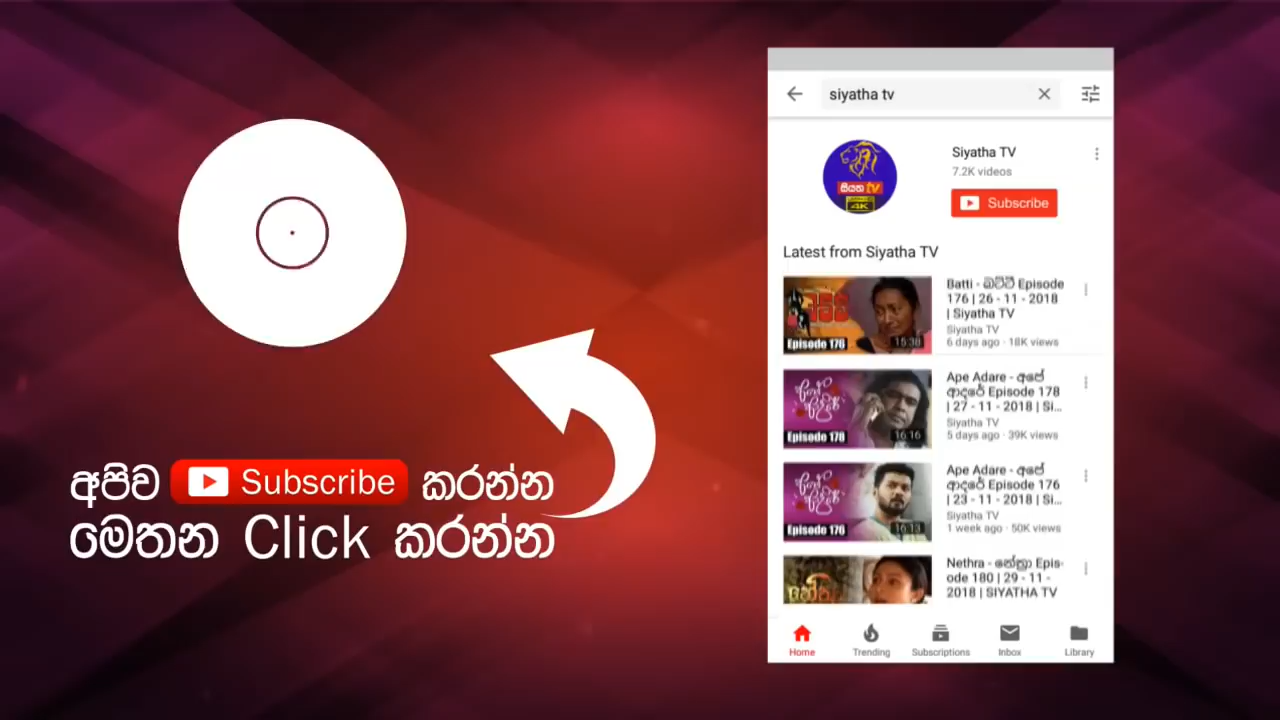 අපිව Subscribe කරන්න
මෙතන Click කරන්න
siyatha tv
සියත TV
4K
Siyatha TV
7.2K videos
Subscribe
Latest from Siyatha TV
Episode 176
15:38
Batti - බට්ටි Episode
176 | 26 - 11 - 2018
| Siyatha TV
Siyatha TV
6 days ago · 18K views
Episode 178
16:16
Ape Adare - අපේ
ආදරේ Episode 178
| 27 - 11 - 2018 | Si...
Siyatha TV
5 days ago · 39K views
Episode 176
16:13
Ape Adare - අපේ
ආදරේ Episode 176
| 23 - 11 - 2018 | Si...
Siyatha TV
1 week ago · 50K views
Nethra - නේත්‍රා Epis-
ode 180 | 29 - 11 -
2018 | SIYATHA TV
Home
Trending
Subscriptions
Inbox
Library